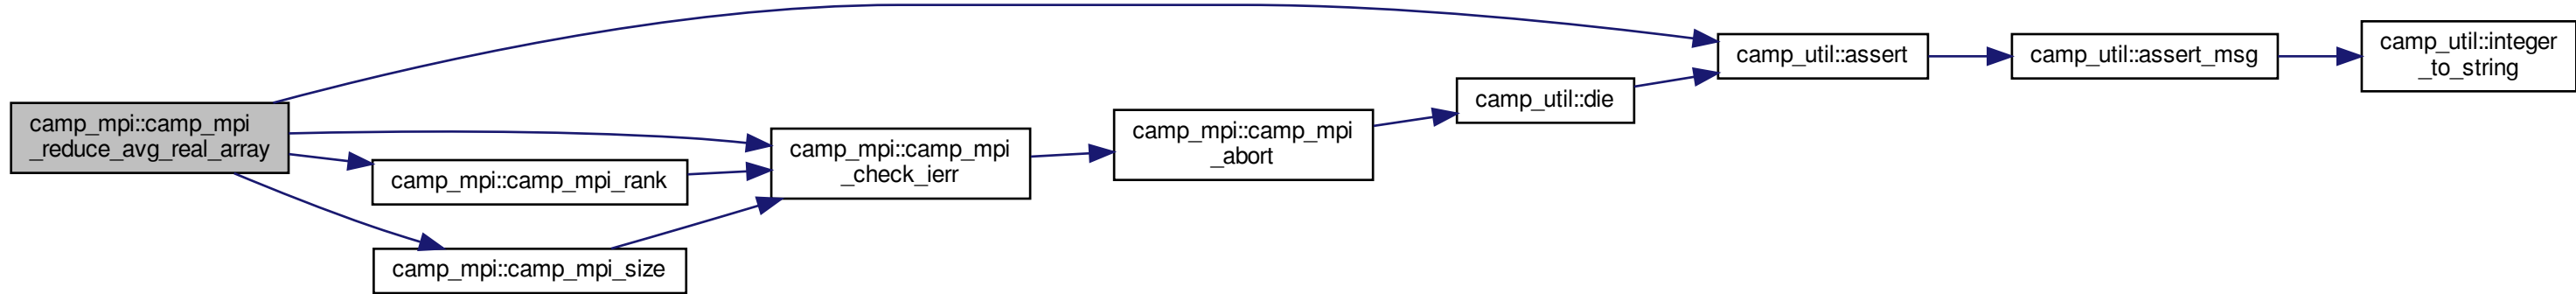 camp_mpi::camp_mpi
_reduce_avg_real_array
camp_mpi::camp_mpi_rank
camp_mpi::camp_mpi_size
camp_mpi::camp_mpi
_check_ierr
camp_mpi::camp_mpi
_abort
camp_util::die
camp_util::assert
camp_util::assert_msg
camp_util::integer
_to_string